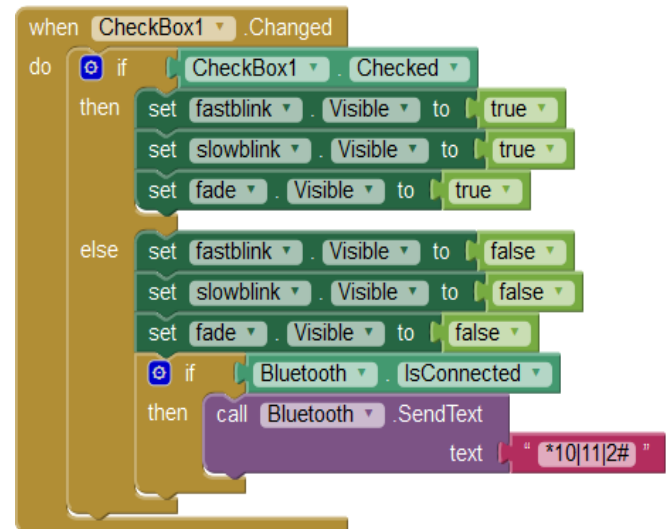 when CheckBox1 .Changed
do if CheckBox1 . Checked
then set fastblink . Visible to true
set slowblink . Visible to true
set fade . Visible to true
else set fastblink . Visible to false
set slowblink . Visible to false
set fade . Visible to false
if Bluetooth . IsConnected
then call Bluetooth .SendText
text " *10|11|2# "